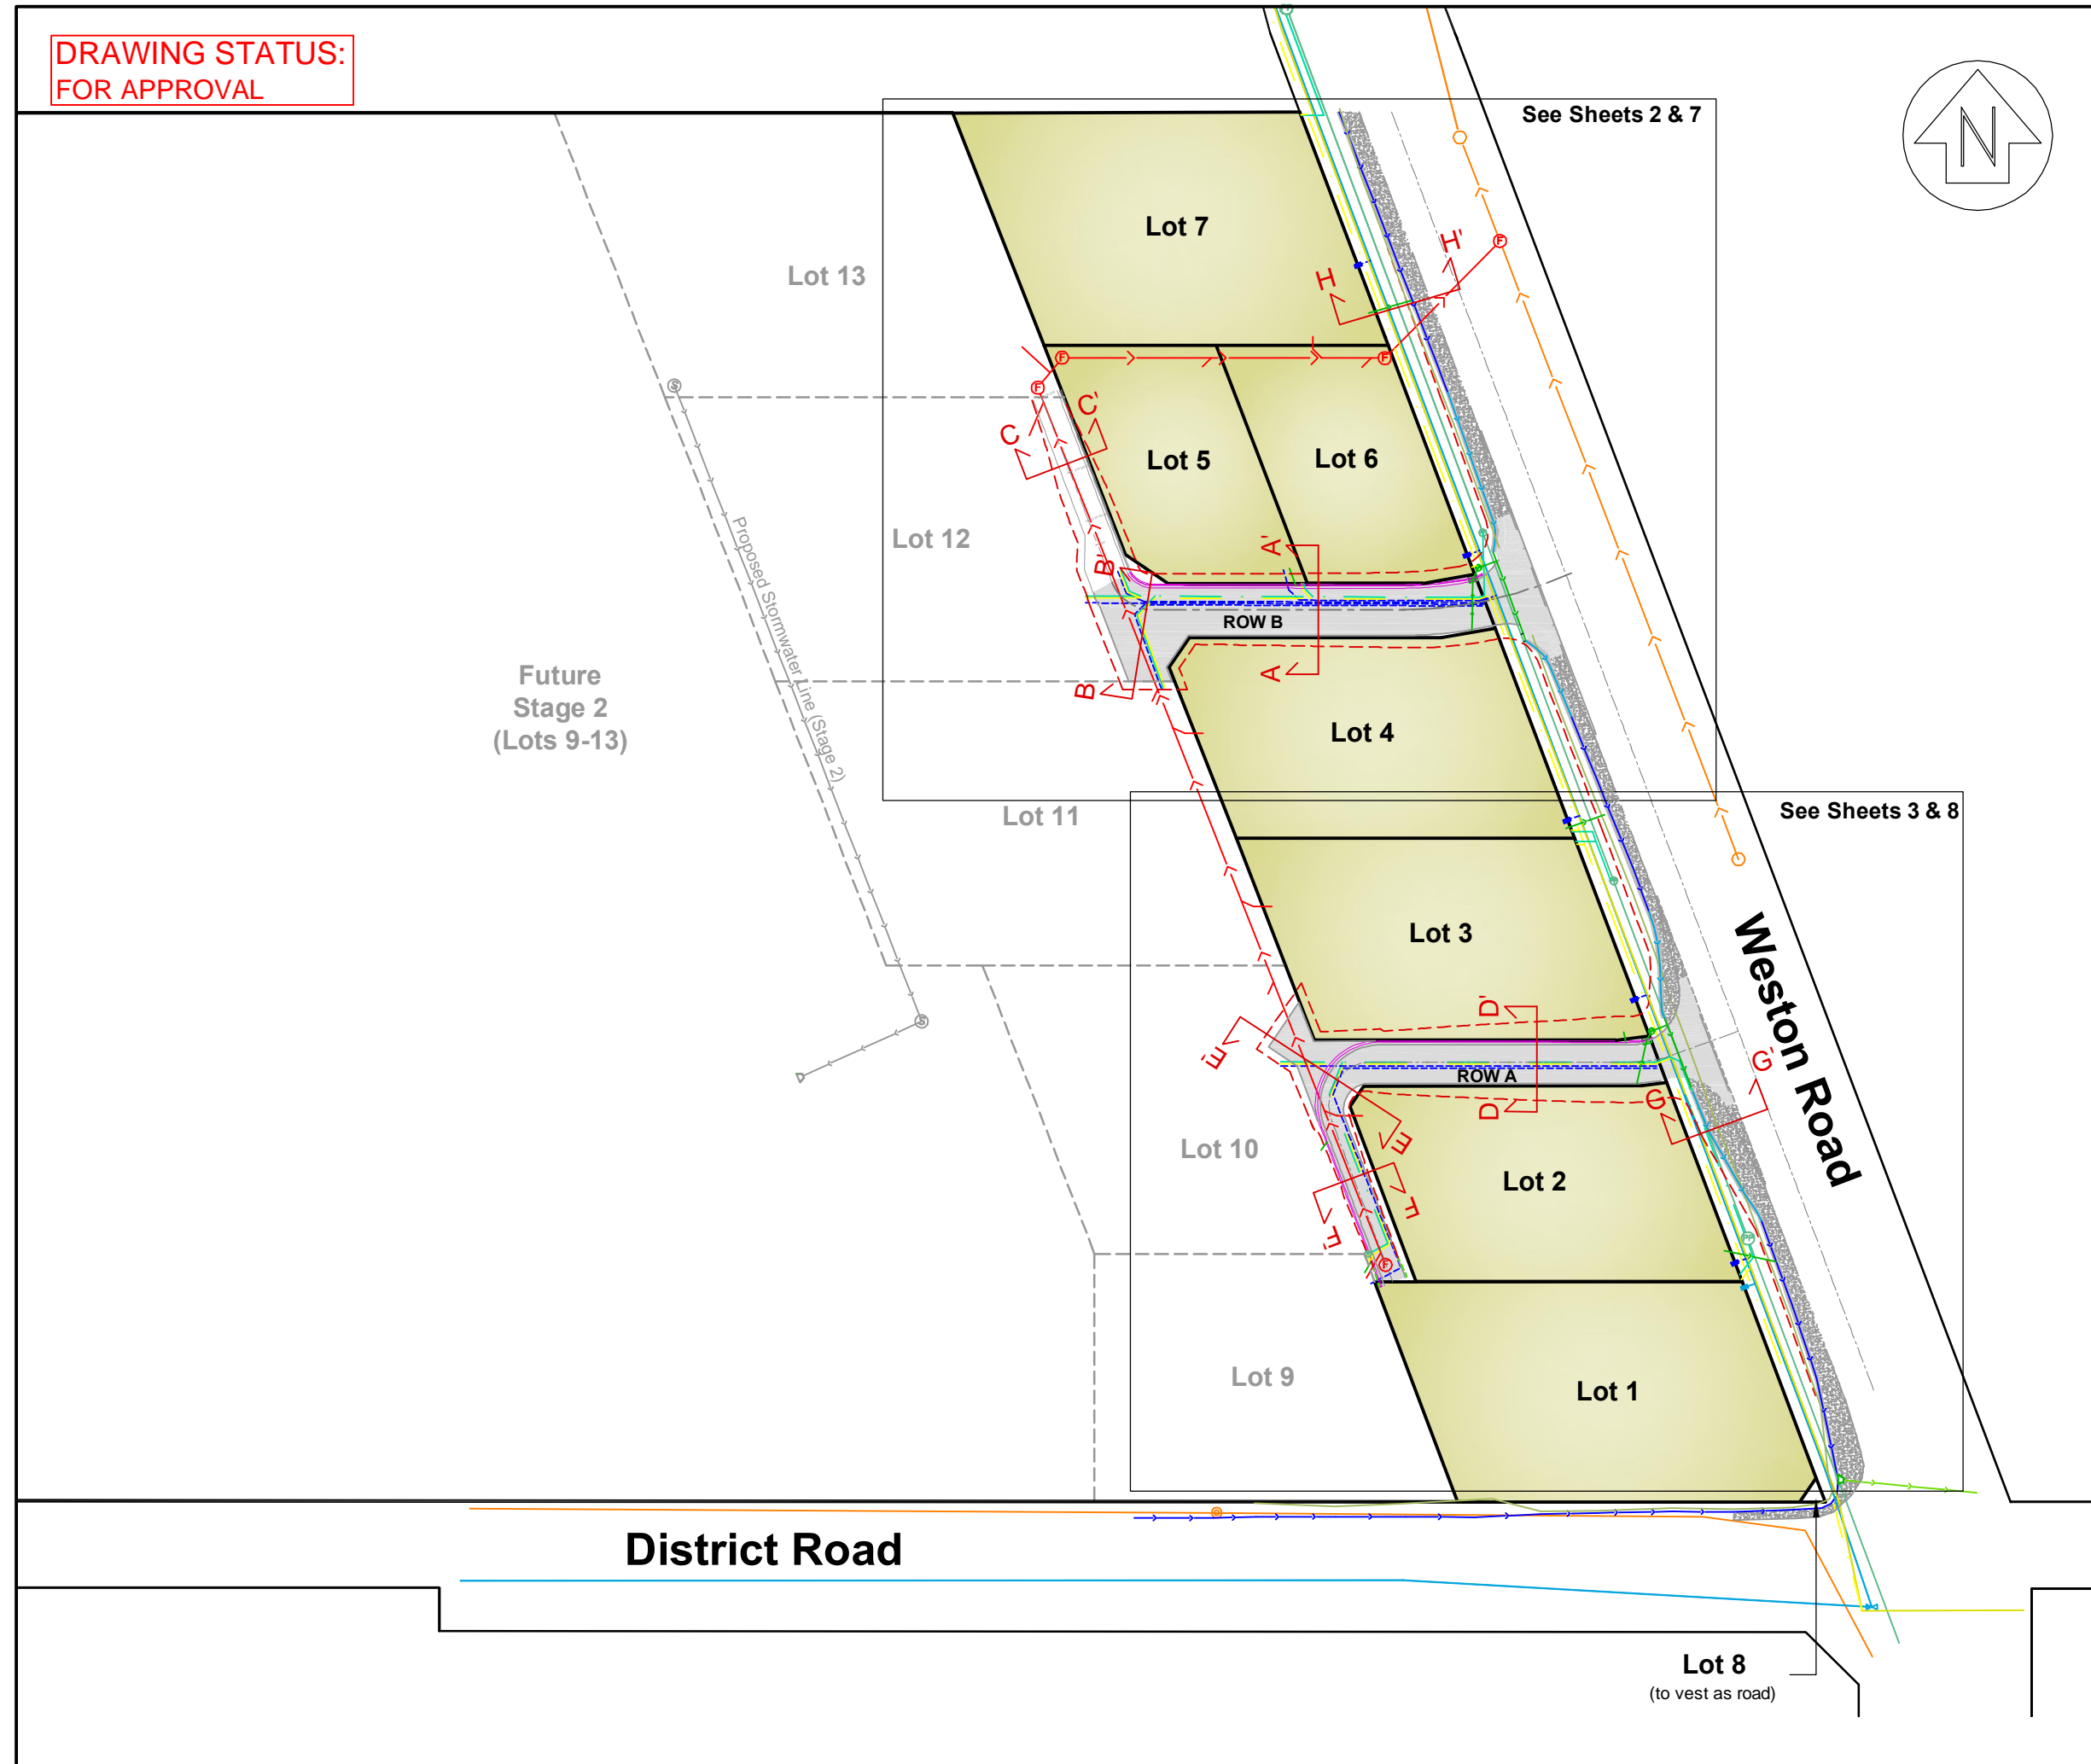 DRAWING STATUS:
FOR APPROVAL
See Sheets 2 & 7
N
Lot 7
H'
H
Lot 13
C'
C
Lot 5
Lot 6
Lot 12
Proposed Stormwater Line (Stage 2)
A'
B'
ROW B
A
B
Future
Stage 2
(Lots 9-13)
Lot 4
Lot 11
See Sheets 3 & 8
Lot 3
Weston Road
D'
E'
ROW A
D
G'
G
E
Lot 10
Lot 2
F
F'
Lot 9
Lot 1
District Road
Lot 8
(to vest as road)